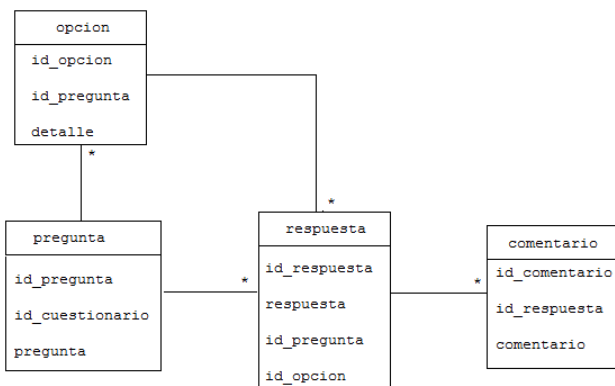 opcion
id_opcion
id_pregunta
detalle
*
*
pregunta
id_pregunta
id_cuestionario
pregunta
*
respuesta
id_respuesta
respuesta
id_pregunta
id_opcion
*
comentario
id_comentario
id_respuesta
comentario